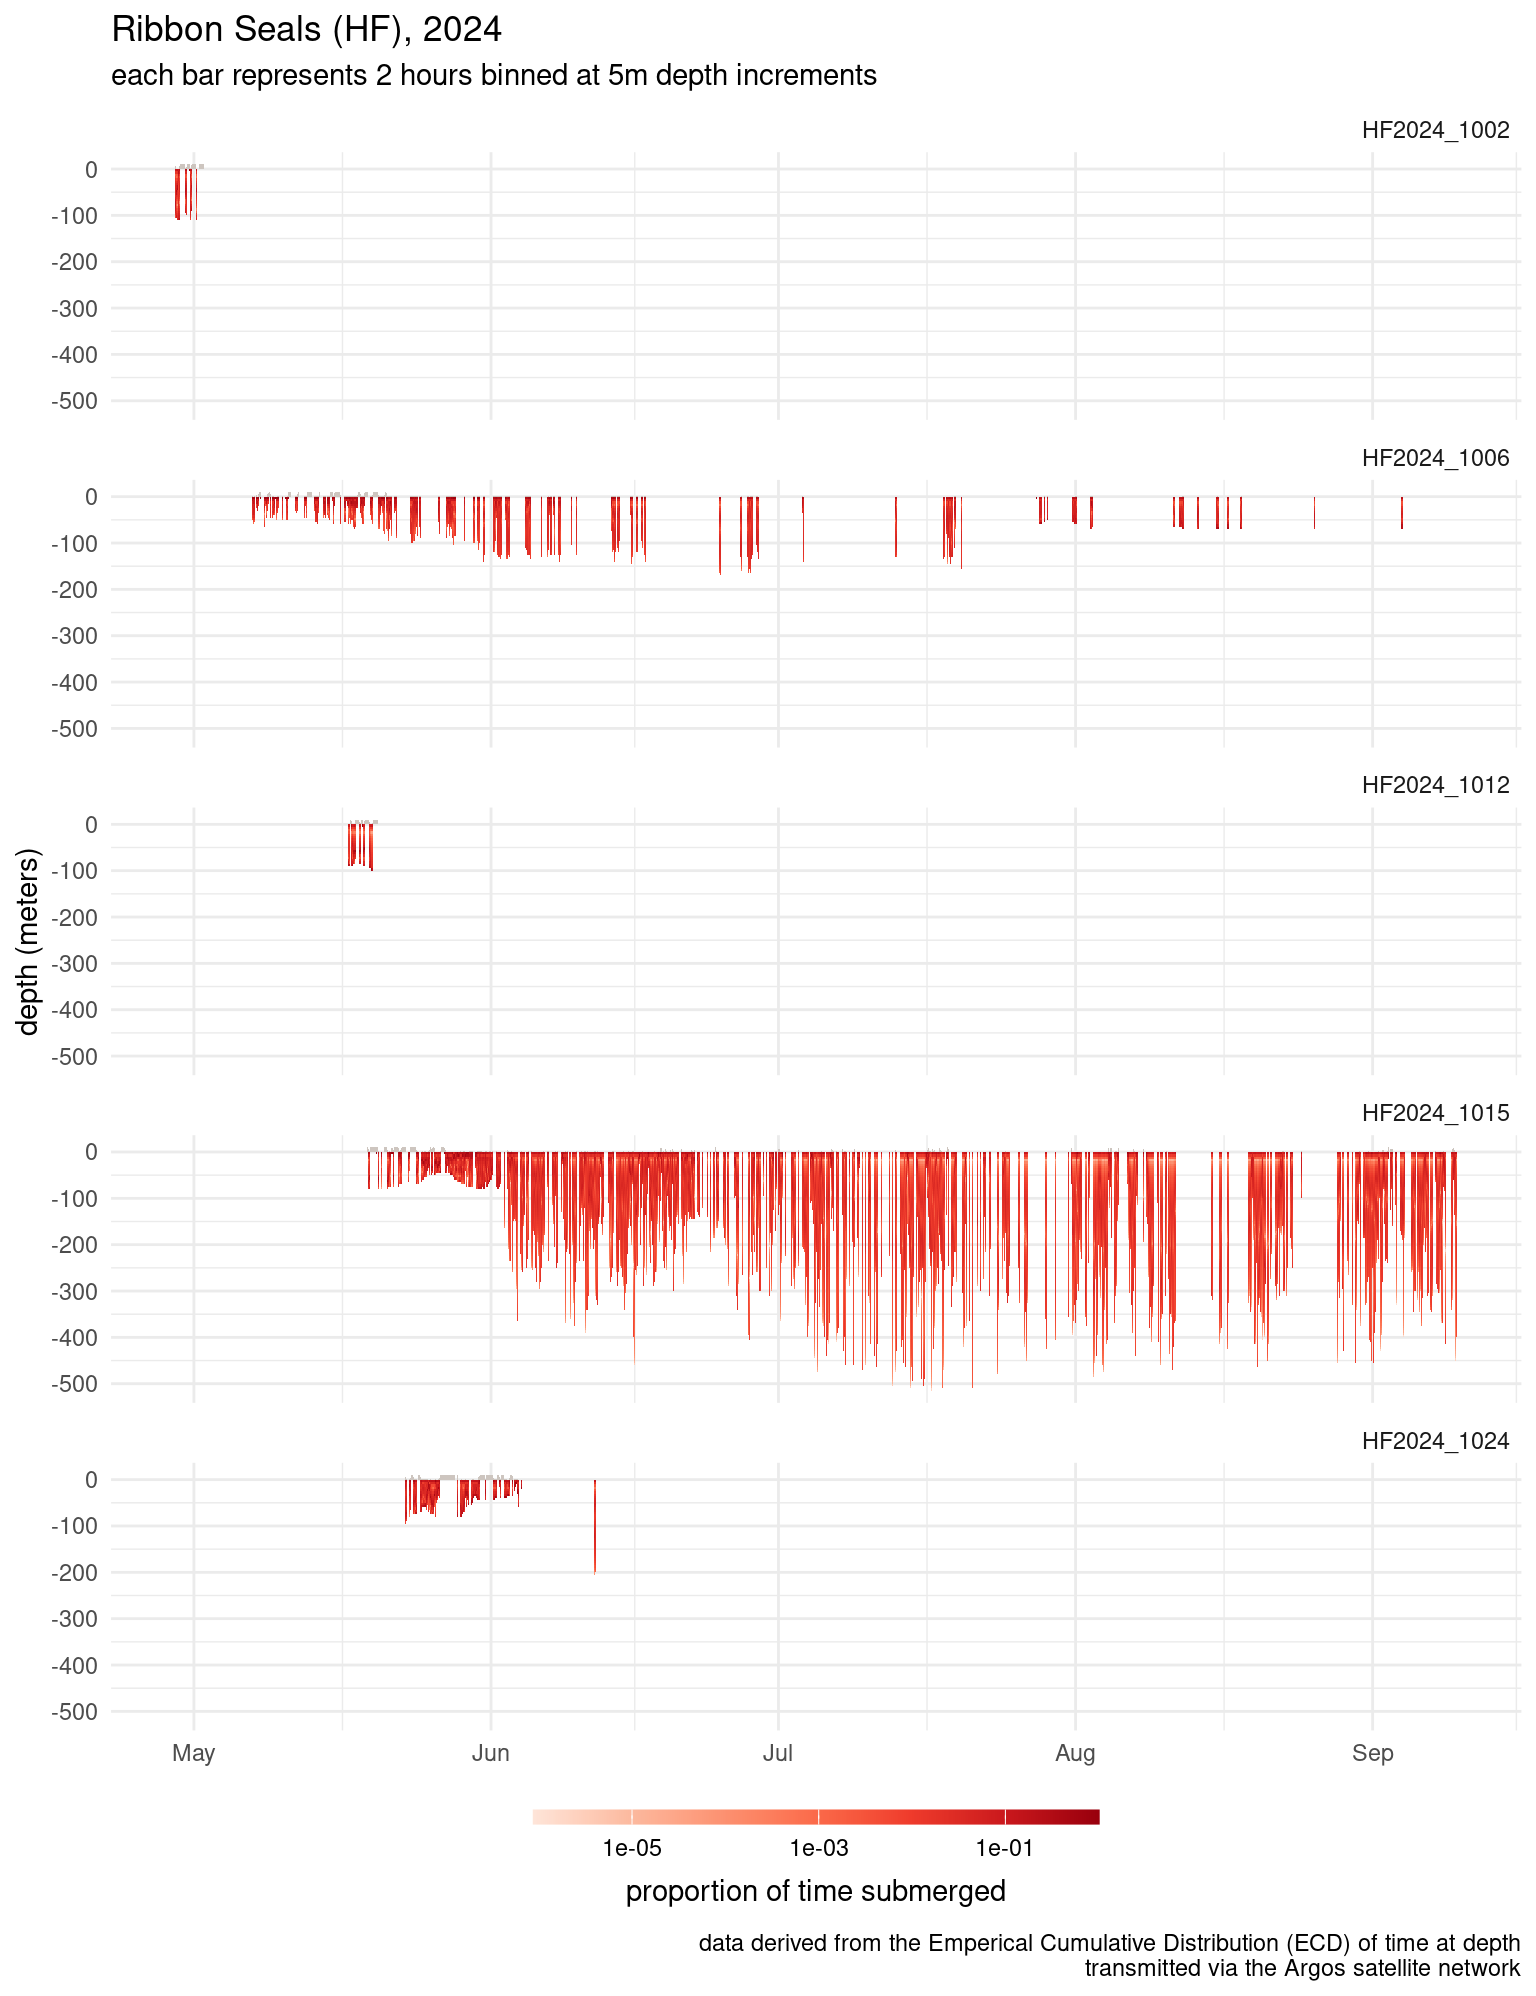 Ribbon Seals (HF), 2024
each bar represents 2 hours binned at 5m depth increments
HF2024_1002
0
-100
-200
-300
-400
-500
HF2024_1006
0
-100
-200
-300
-400
-500
HF2024_1012
0
-100
-200
-300
-400
-500
depth (meters)
HF2024_1015
0
-100
-200
-300
-400
-500
HF2024_1024
0
-100
-200
-300
-400
-500
May Jun Jul Aug Sep
1e-05 1e-03 1e-01
proportion of time submerged
data derived from the Emperical Cumulative Distribution (ECD) of time at depth
transmitted via the Argos satellite network